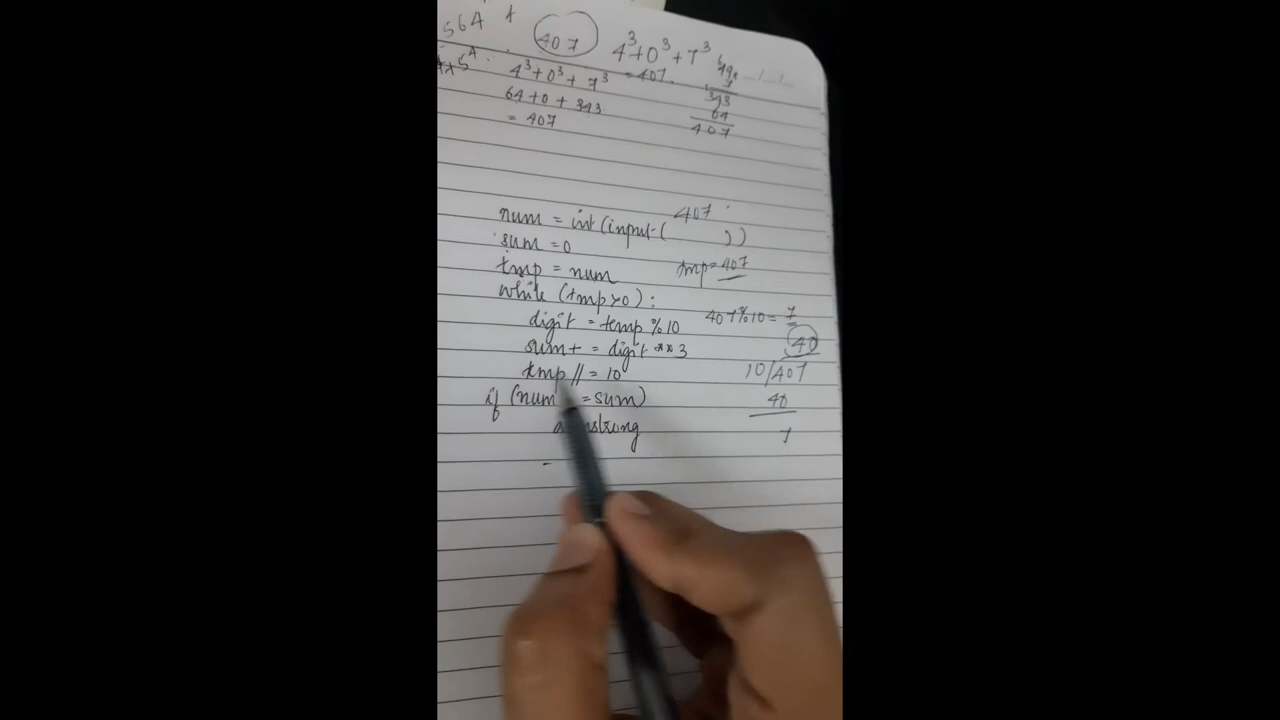 564
407 4³+0³+7³
4³+0³+7³ = 407
64+0+343 343
64
= 407 407
407
num = int(input( ))
sum = 0
tmp = num tmp=407
while (tmp>0) :
digit = temp % 10 407%10 = 7
sum+ = digit **3 40
tmp // = 10 10/407
if (num =sum) 40
strong 7